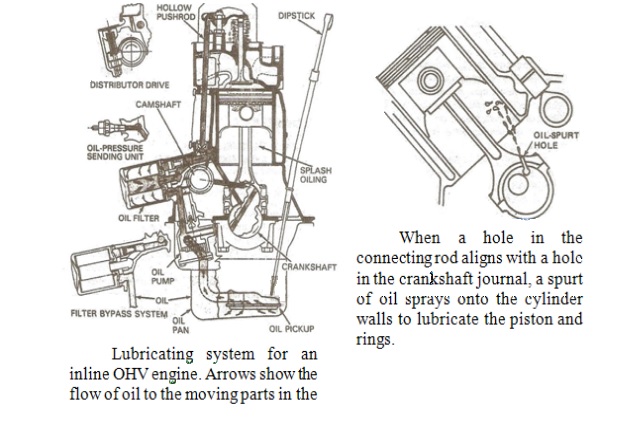 HOLLOW
PUSHROD
DIPSTICK
DISTRIBUTOR DRIVE
CAMSHAFT
OIL-PRESSURE
SENDING UNIT
SPLASH
OILING
OIL FILTER
CRANKSHAFT
OIL
PUMP
OIL
FILTER BYPASS SYSTEM
OIL
PAN
OIL PICKUP
Lubricating system for an
inline OHV engine. Arrows show the
flow of oil to the moving parts in the
OIL-SPURT
HOLE
When a hole in the
connecting rod aligns with a hole
in the crankshaft journal, a spurt
of oil sprays onto the cylinder
walls to lubricate the piston and
rings.